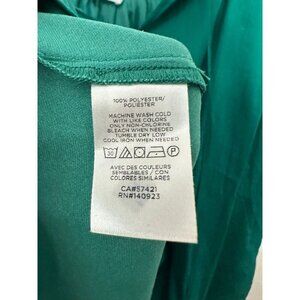 100% POLYESTER/
POLIESTER
MACHINE WASH COLD
WITH LIKE COLORS
ONLY NON-CHLORINE
BLEACH WHEN NEEDED
TUMBLE DRY LOW
COOL IRON WHEN NEEDED
30 P
AVEC DES COULEURS
SEMBLABLES / CON
COLORES SIMILARES
CA#57421
RN#140923